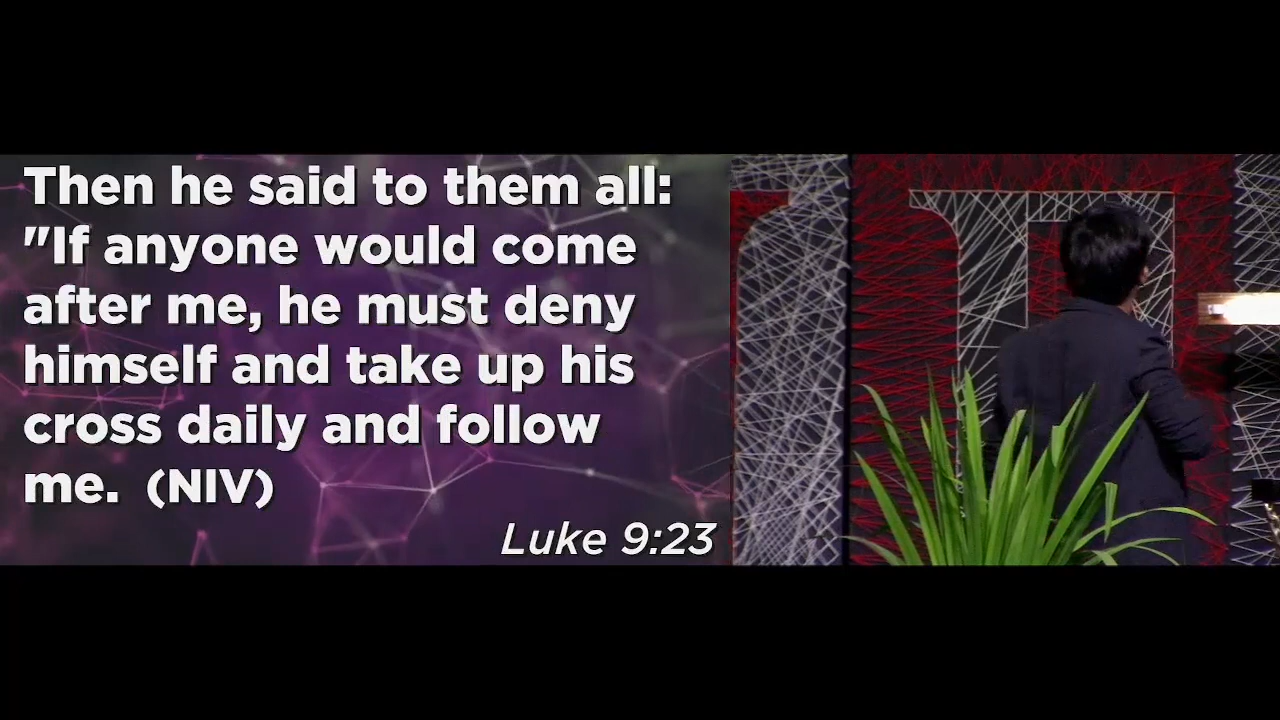 Then he said to them all:
"If anyone would come
after me, he must deny
himself and take up his
cross daily and follow
me. (NIV)
Luke 9:23